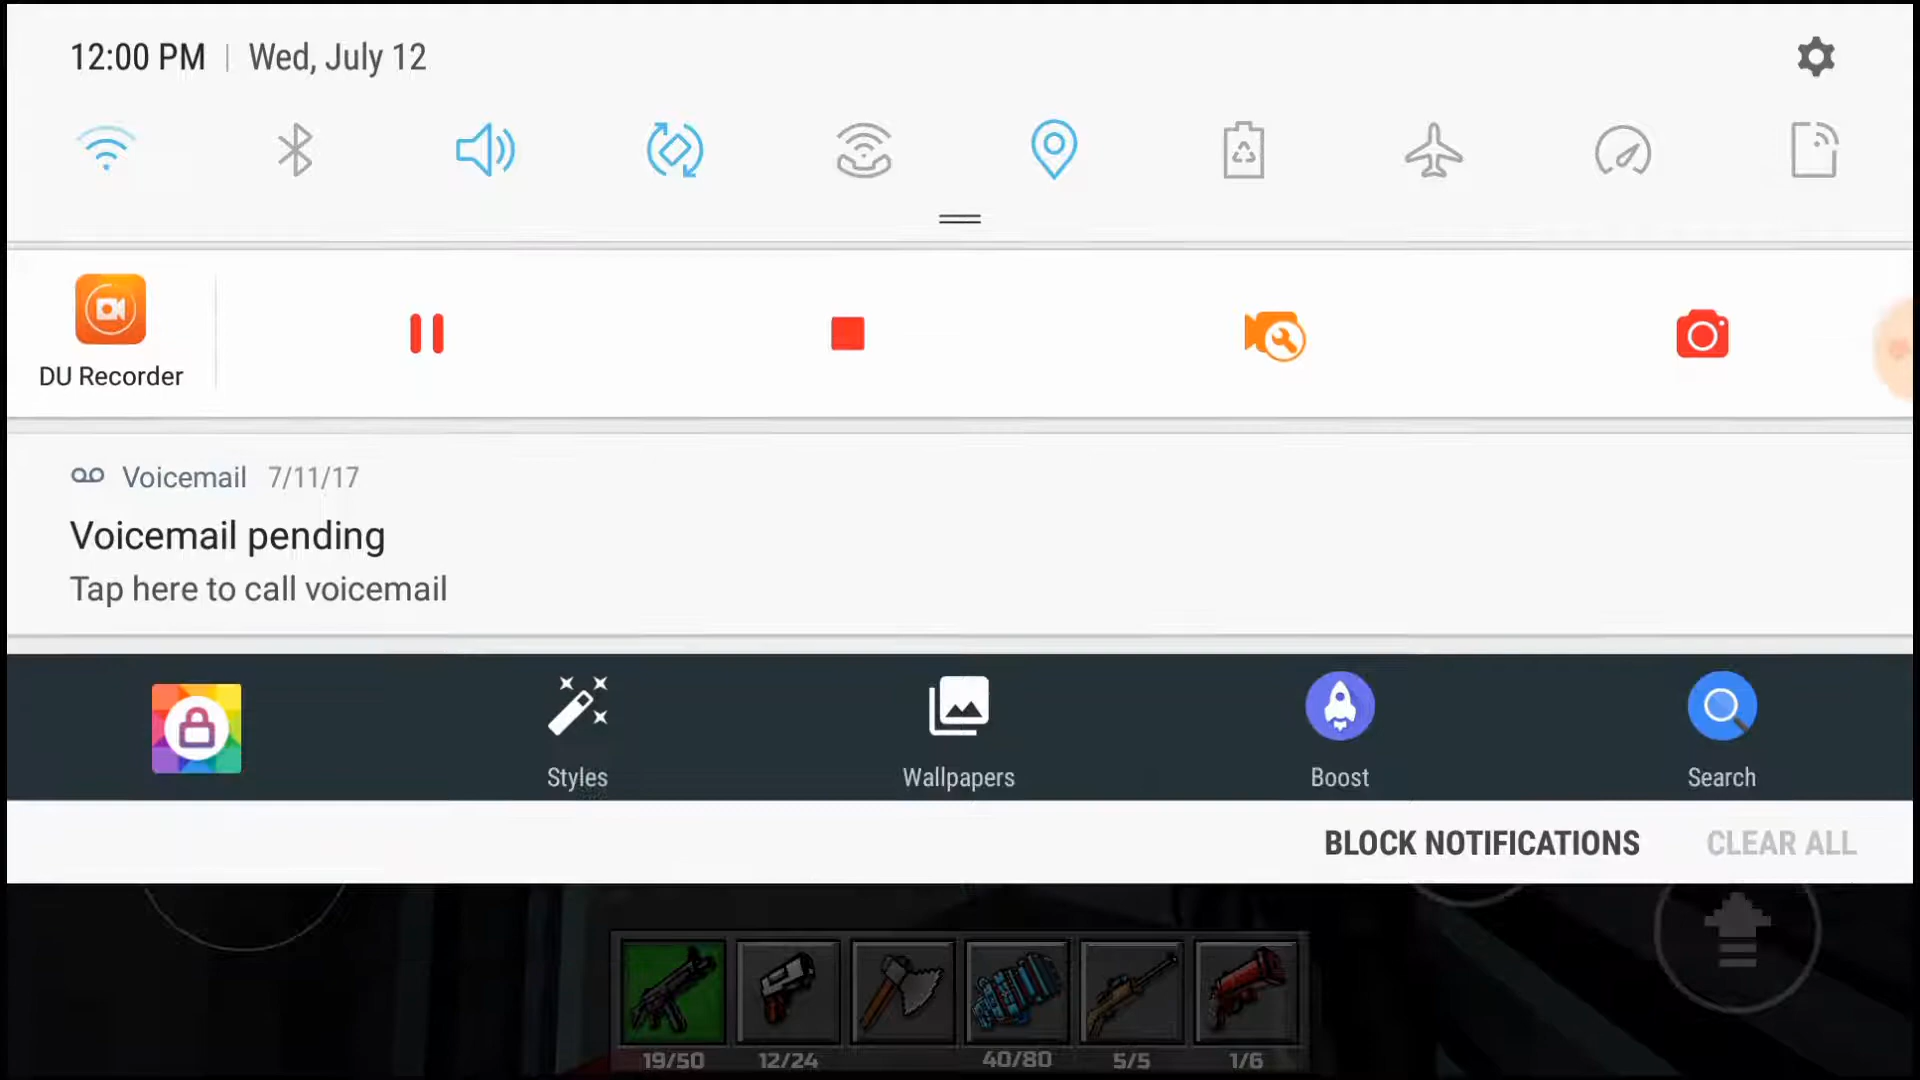 12:00 PM | Wed, July 12
DU Recorder
Voicemail 7/11/17
Voicemail pending
Tap here to call voicemail
Styles
Wallpapers
Boost
Search
BLOCK NOTIFICATIONS
CLEAR ALL
19/50
12/24
40/80
5/5
1/6